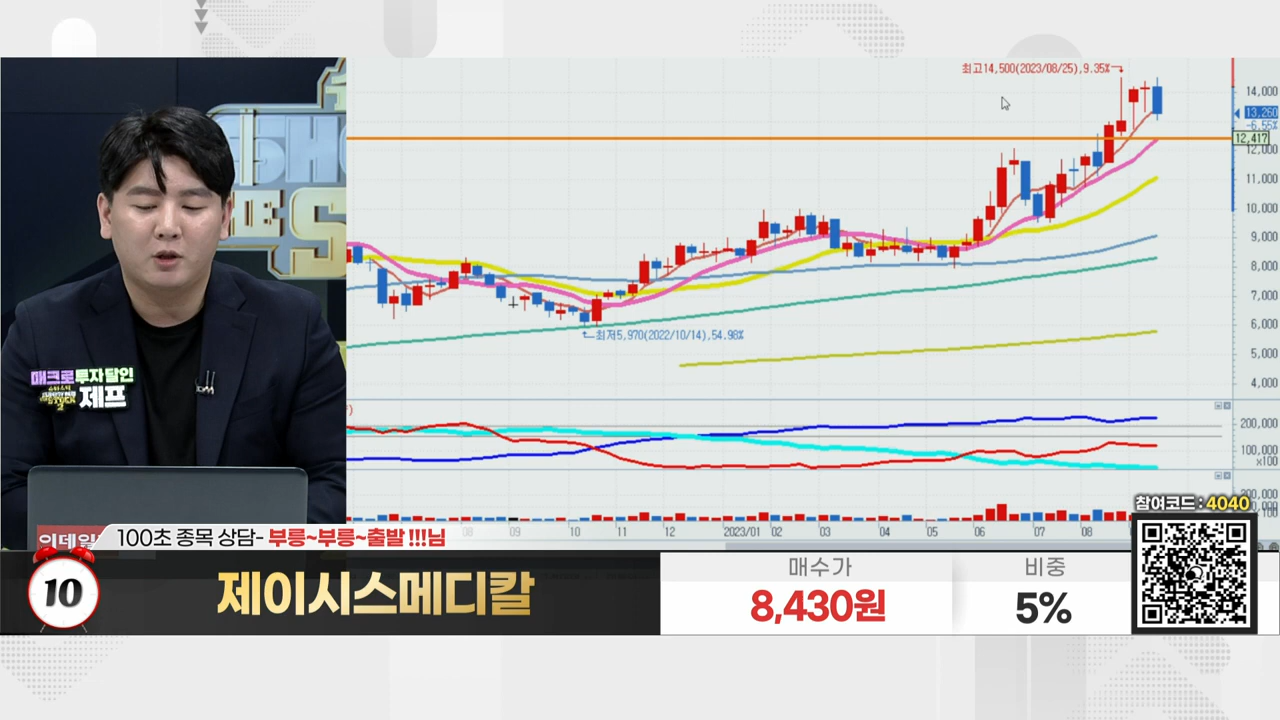 최고14,500(2023/08/25),9.35%
14,000
13,260
-6.55%
12,417
12,000
11,000
10,000
9,000
8,000
7,000
6,000
5,000
4,000
최저5,970(2022/10/14),54.98%
200,000
100,000
x100
08
09
10
11
12
2023/01
02
03
04
05
06
07
08
매크로투자달인
제프
참여코드:4040
이데일
100초 종목 상담- 부릉~부릉~출발!!!님
10
제이시스메디칼
매수가
8,430원
비중
5%